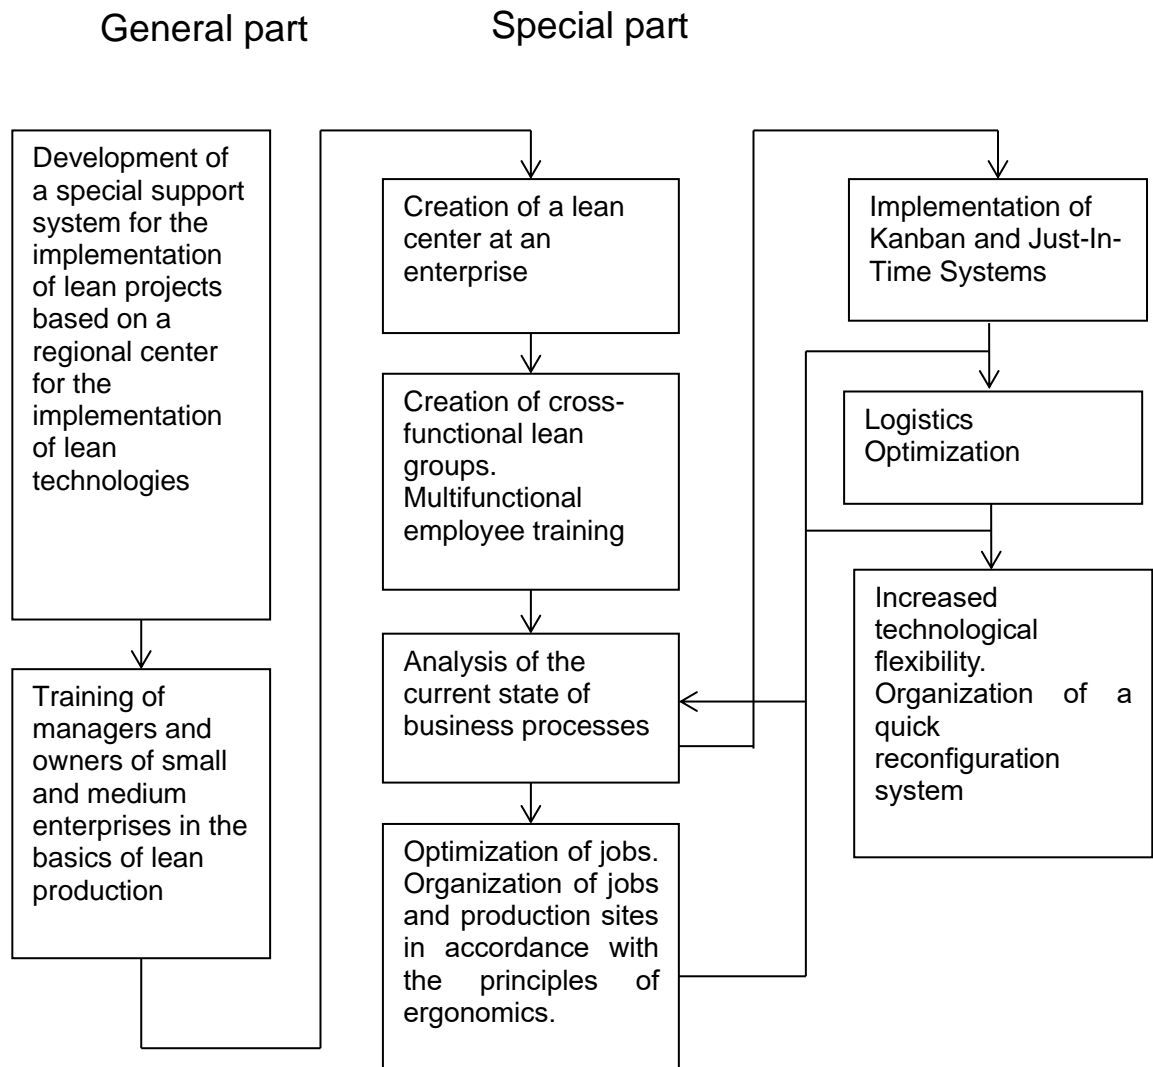 General part
Special part
Development of
a special support
system for the
implementation
of lean projects
based on a
regional center
for the
implementation
of lean
technologies
Training of
managers and
owners of small
and medium
enterprises in the
basics of lean
production
Creation of a lean
center at an
enterprise
Creation of cross-
functional lean
groups.
Multifunctional
employee training
Analysis of the
current state of
business processes
Optimization of jobs.
Organization of jobs
and production sites
in accordance with
the principles of
ergonomics.
Implementation of
Kanban and Just-In-
Time Systems
Logistics
Optimization
Increased
technological
flexibility.
Organization of a
quick
reconfiguration
system